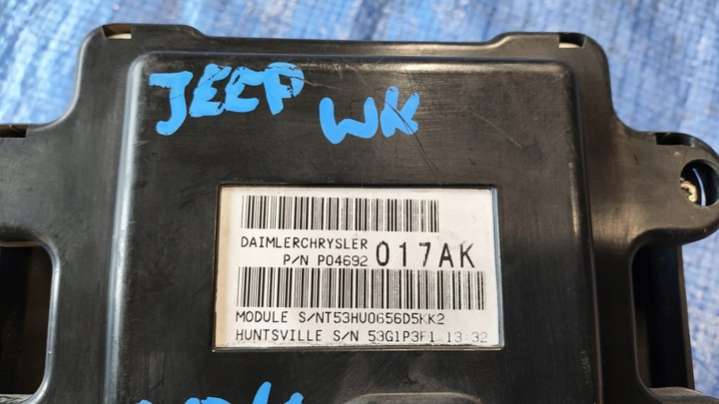 JEEP WK
DAIMLERCHRYSLER
P/N P04692 017AK
MODULE S/NT53HU0656D5KK2
HUNTSVILLE S/N 53G1P3F1 13:32